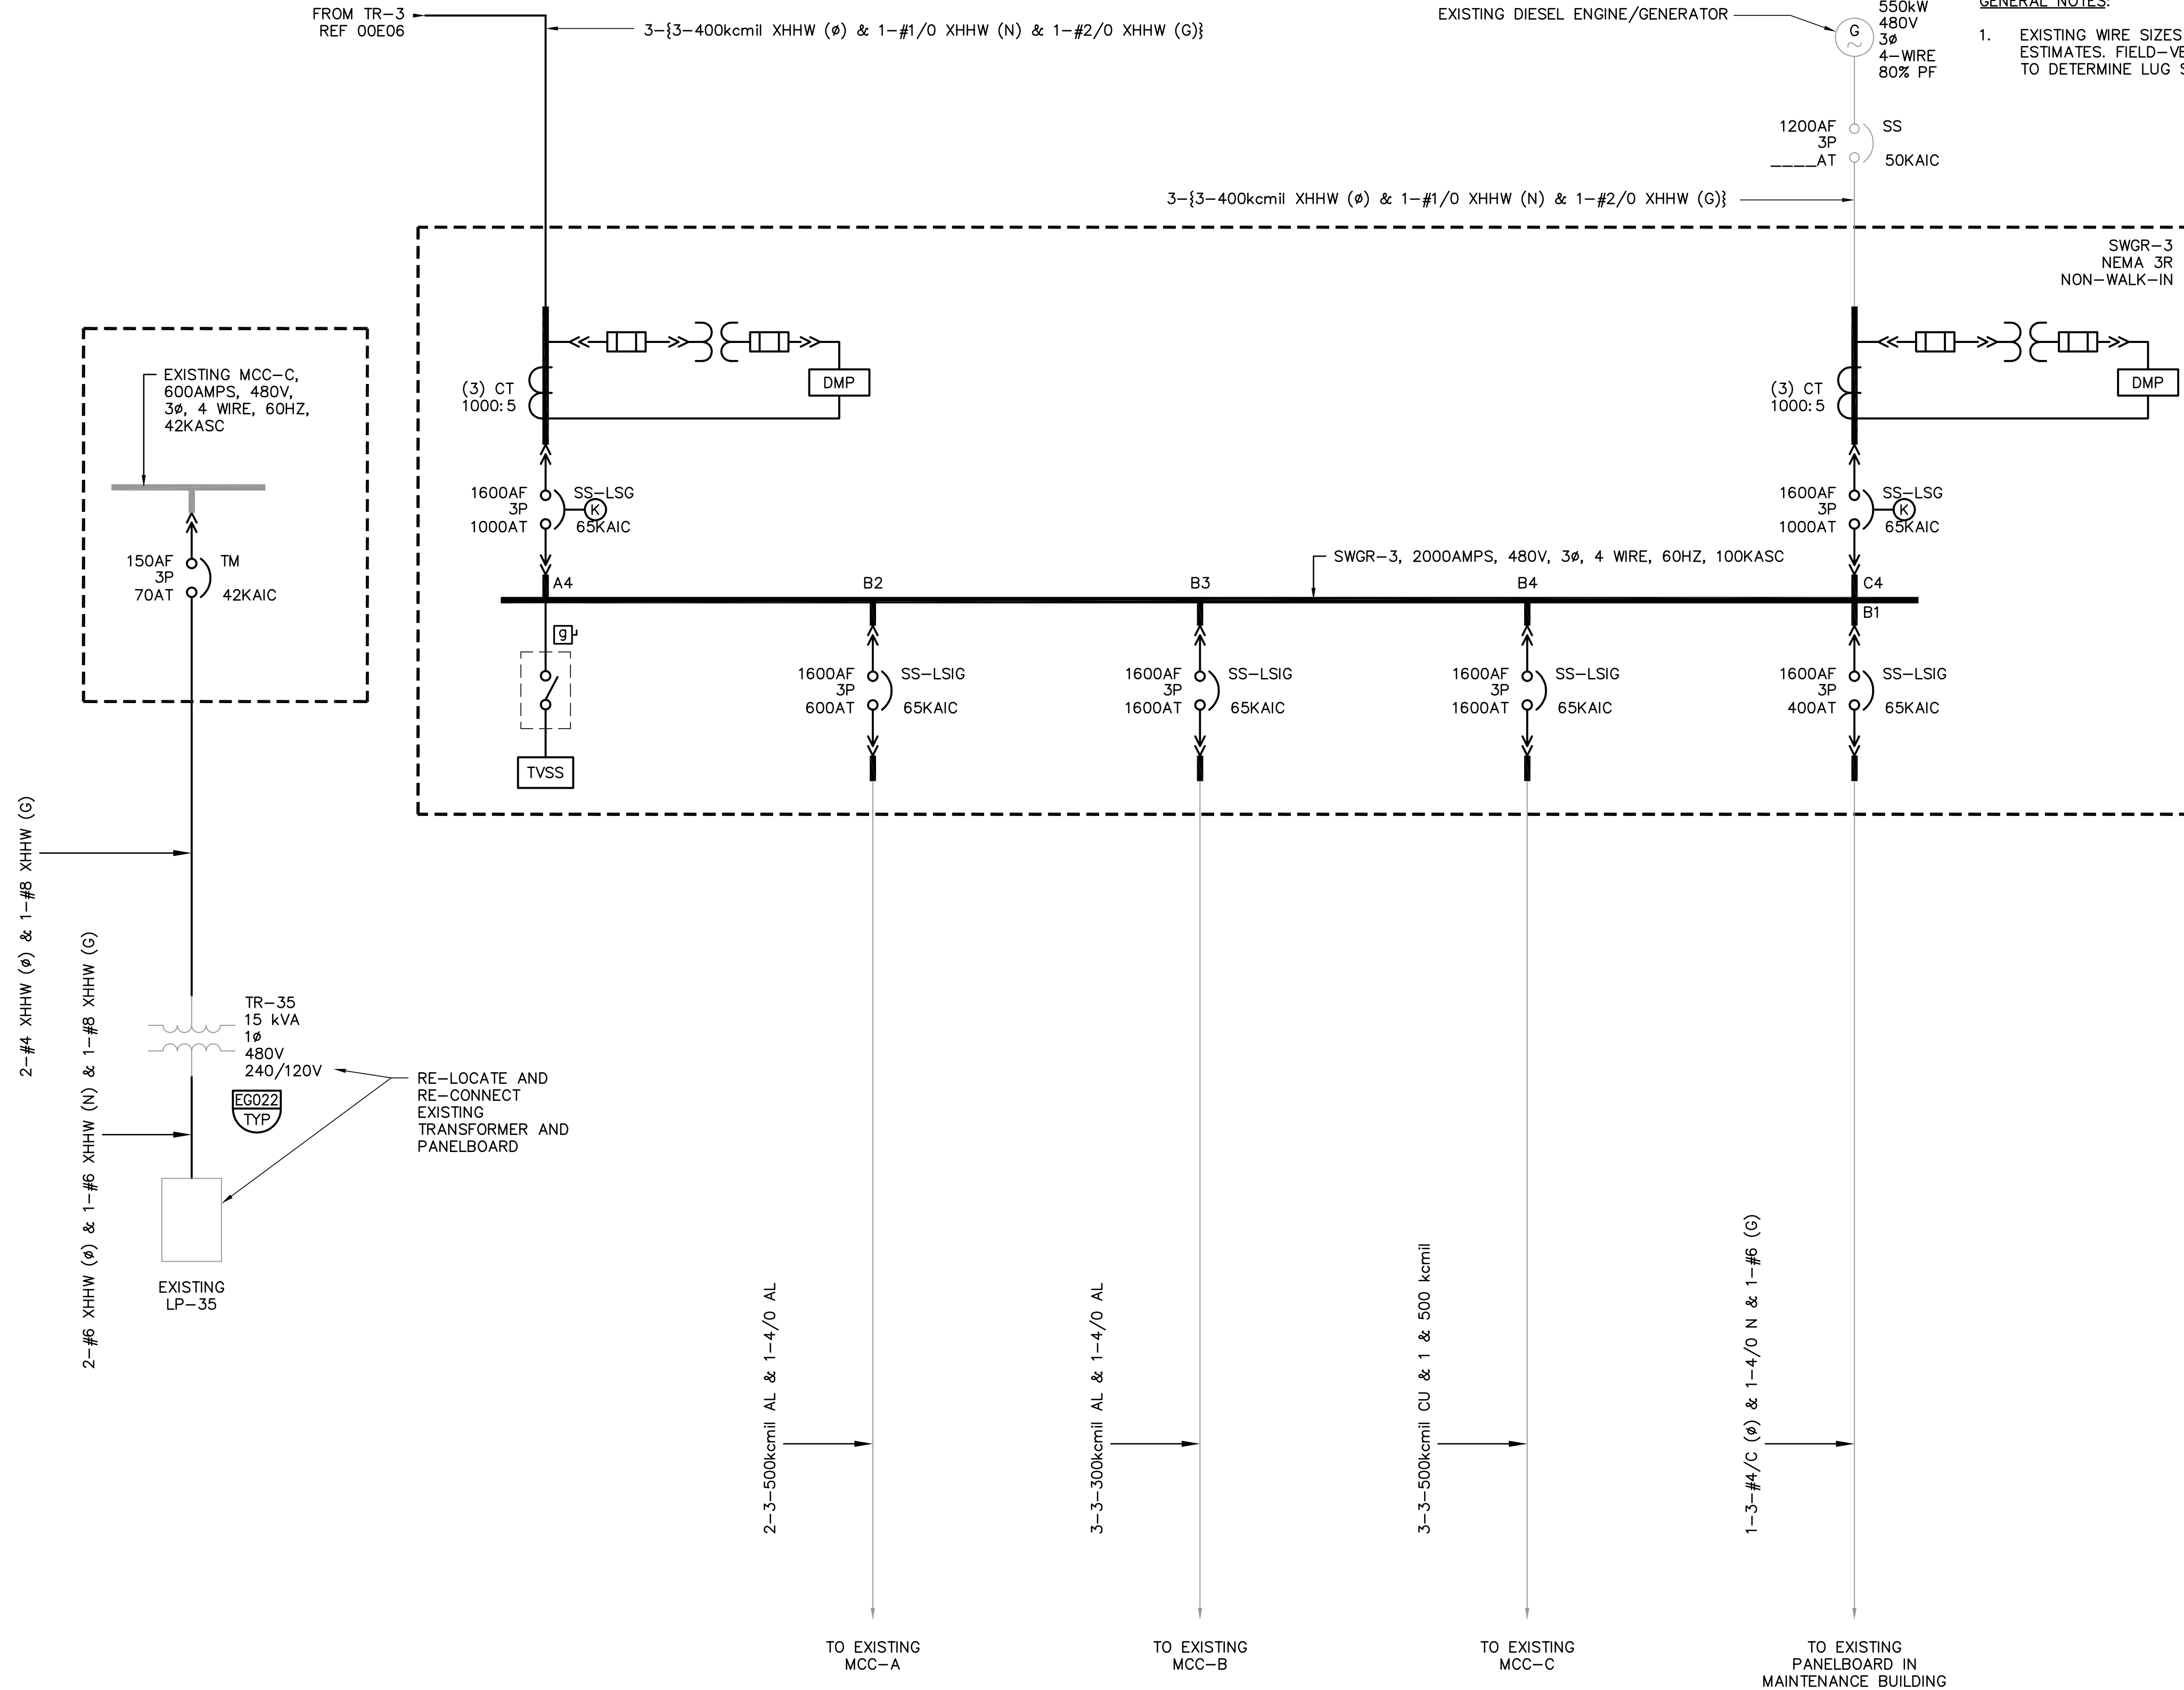 FROM TR-3
REF 00E06
3-{3-400kcmil XHHW (ø) & 1-#1/0 XHHW (N) & 1-#2/0 XHHW (G)}
EXISTING DIESEL ENGINE/GENERATOR
G
550kW
480V
3ø
4-WIRE
80% PF
GENERAL NOTES:
1. EXISTING WIRE SIZES
ESTIMATES. FIELD-VE
TO DETERMINE LUG S
1200AF
3P
____AT
SS
50KAIC
3-{3-400kcmil XHHW (ø) & 1-#1/0 XHHW (N) & 1-#2/0 XHHW (G)}
SWGR-3
NEMA 3R
NON-WALK-IN
EXISTING MCC-C,
600AMPS, 480V,
3ø, 4 WIRE, 60HZ,
42KASC
150AF
3P
70AT
TM
42KAIC
(3) CT
1000:5
DMP
(3) CT
1000:5
DMP
1600AF
3P
1000AT
SS-LSG
K
65KAIC
1600AF
3P
1000AT
SS-LSG
K
65KAIC
SWGR-3, 2000AMPS, 480V, 3ø, 4 WIRE, 60HZ, 100KASC
A4
B2
B3
B4
C4
B1
g
TVSS
1600AF
3P
600AT
SS-LSIG
65KAIC
1600AF
3P
1600AT
SS-LSIG
65KAIC
1600AF
3P
1600AT
SS-LSIG
65KAIC
1600AF
3P
400AT
SS-LSIG
65KAIC
2-#4 XHHW (ø) & 1-#8 XHHW (G)
2-#6 XHHW (ø) & 1-#6 XHHW (N) & 1-#8 XHHW (G)
TR-35
15 kVA
1ø
480V
240/120V
EG022
TYP
RE-LOCATE AND
RE-CONNECT
EXISTING
TRANSFORMER AND
PANELBOARD
EXISTING
LP-35
2-3-500kcmil AL & 1-4/0 AL
3-3-300kcmil AL & 1-4/0 AL
3-3-500kcmil CU & 1 & 500 kcmil
1-3-#4/C (ø) & 1-4/0 N & 1-#6 (G)
TO EXISTING
MCC-A
TO EXISTING
MCC-B
TO EXISTING
MCC-C
TO EXISTING
PANELBOARD IN
MAINTENANCE BUILDING